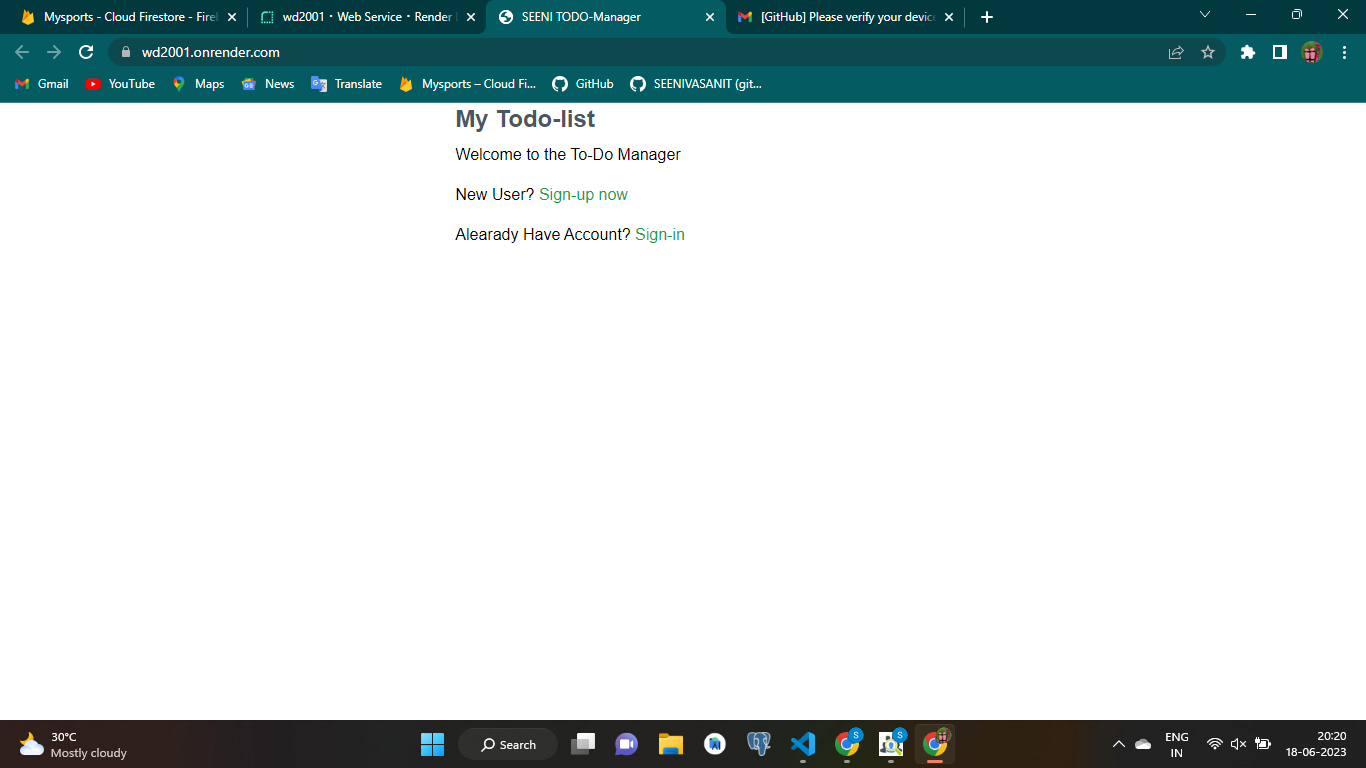 Mysports - Cloud Firestore - Fire
wd2001 · Web Service · Render
SEENI TODO-Manager
[GitHub] Please verify your device
wd2001.onrender.com
Gmail
YouTube
Maps
News
Translate
Mysports – Cloud Fi...
GitHub
SEENIVASANIT (git...
My Todo-list
Welcome to the To-Do Manager
New User? Sign-up now
Alearady Have Account? Sign-in
30°C
Mostly cloudy
Search
S
S
ENG
IN
20:20
18-06-2023